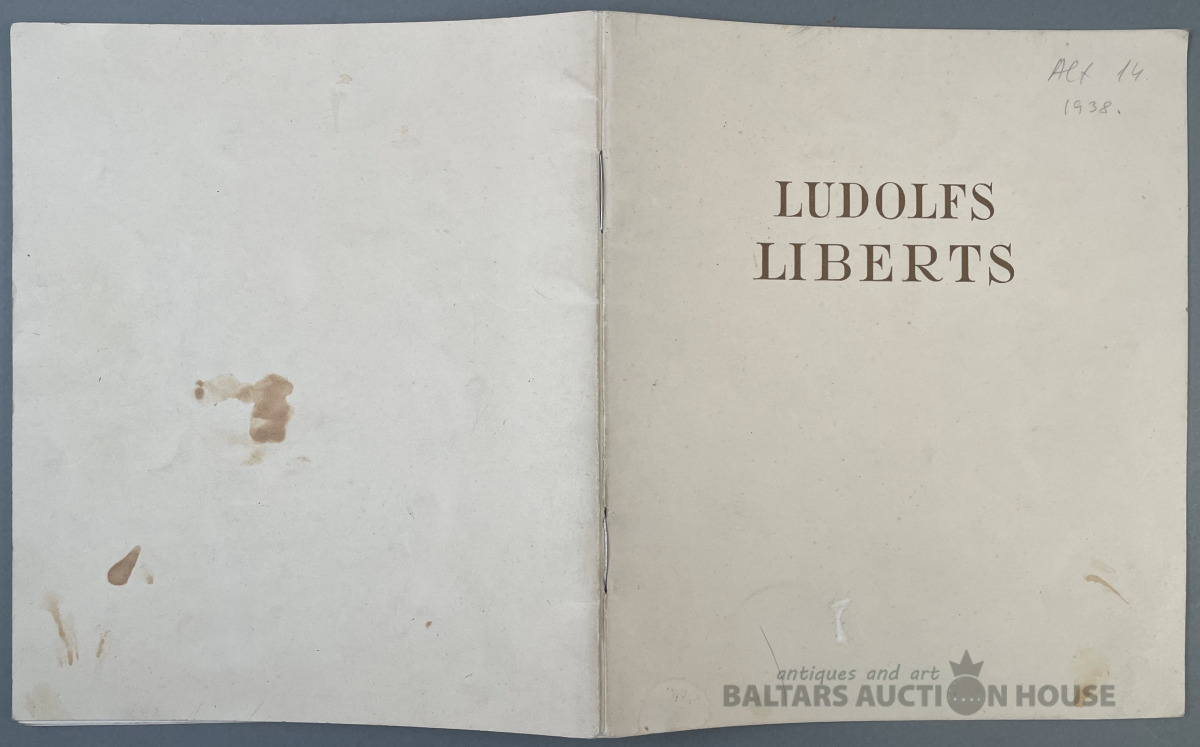 Alt 14.
1938.
LUDOLFS
LIBERTS
antiques and art
BALTARS AUCTION HOUSE